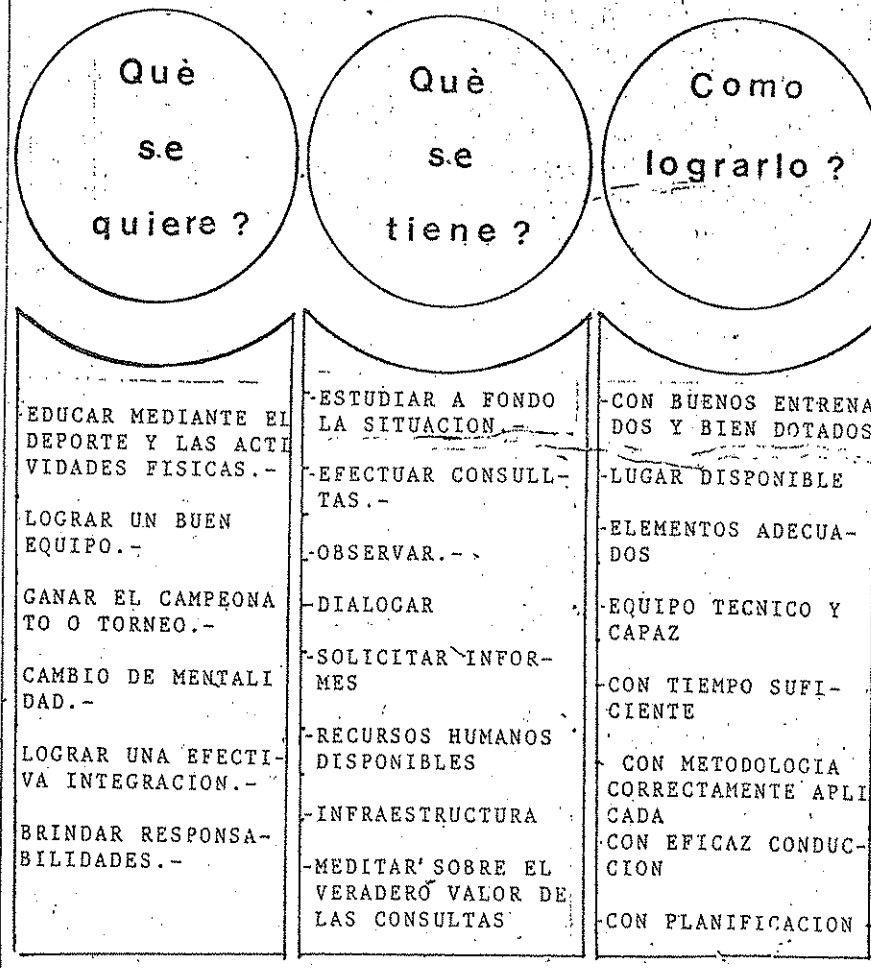 Què
se
quiere ?
EDUCAR MEDIANTE EL
DEPORTE Y LAS ACTI
VIDADES FISICAS.-
LOGRAR UN BUEN
EQUIPO.-
GANAR EL CAMPEONA
TO O TORNEO.-
CAMBIO DE MENTALI
DAD.-
LOGRAR UNA EFECTI-
VA INTEGRACION.-
BRINDAR RESPONSA-
BILIDADES.-
Què
se
tiene ?
-ESTUDIAR A FONDO
LA SITUACION.-
-EFECTUAR CONSULL-
TAS.-
-OBSERVAR.-
-DIALOGAR
-SOLICITAR INFOR-
MES
-RECURSOS HUMANOS
DISPONIBLES
-INFRAESTRUCTURA
-MEDITAR SOBRE EL
VERADERO VALOR DE
LAS CONSULTAS
Como
lograrlo ?
-CON BUENOS ENTRENA
DOS Y BIEN DOTADOS
-LUGAR DISPONIBLE
-ELEMENTOS ADECUA-
DOS
-EQUIPO TECNICO Y
CAPAZ
-CON TIEMPO SUFI-
CIENTE
CON METODOLOGIA
CORRECTAMENTE APLI
CADA
-CON EFICAZ CONDUC-
CION
-CON PLANIFICACION